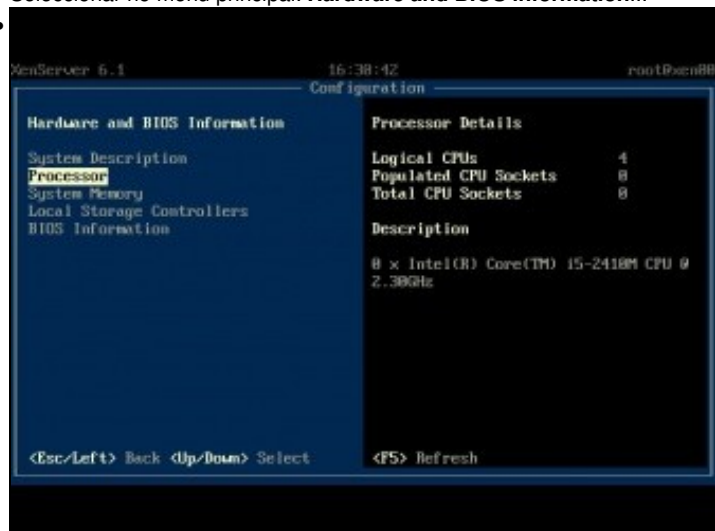 Seleccionar no menu principal: Hardware and BIOS Information...
XenServer 6.1 16:38:42 root@xen00
Configuration
Hardware and BIOS Information
System Description
Processor
System Memory
Local Storage Controllers
BIOS Information
<Esc/Left> Back <Up/Down> Select
Processor Details
Logical CPUs 4
Populated CPU Sockets 0
Total CPU Sockets 0
Description
0 x Intel(R) Core(TM) i5-2410M CPU @
2.30GHz
<F5> Refresh